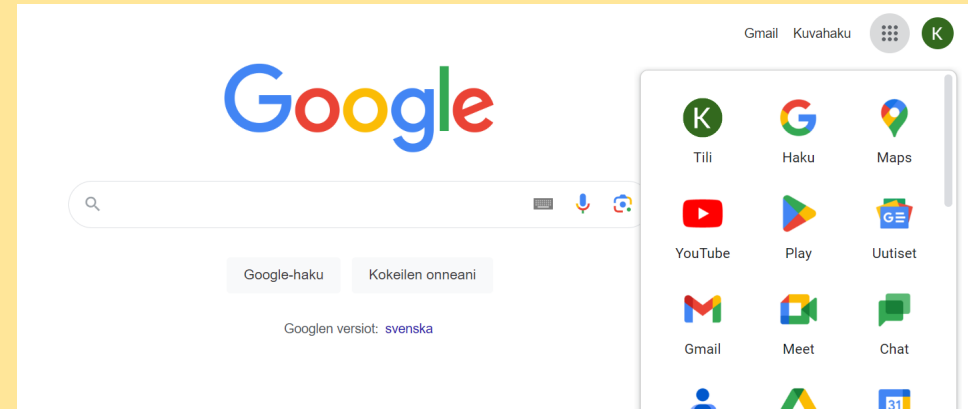 Gmail Kuvahaku K
Google
K
Tili Haku Maps
GE
YouTube Play Uutiset
Google-haku Kokeilen onneani
Googlen versiot: svenska
Gmail Meet Chat
31